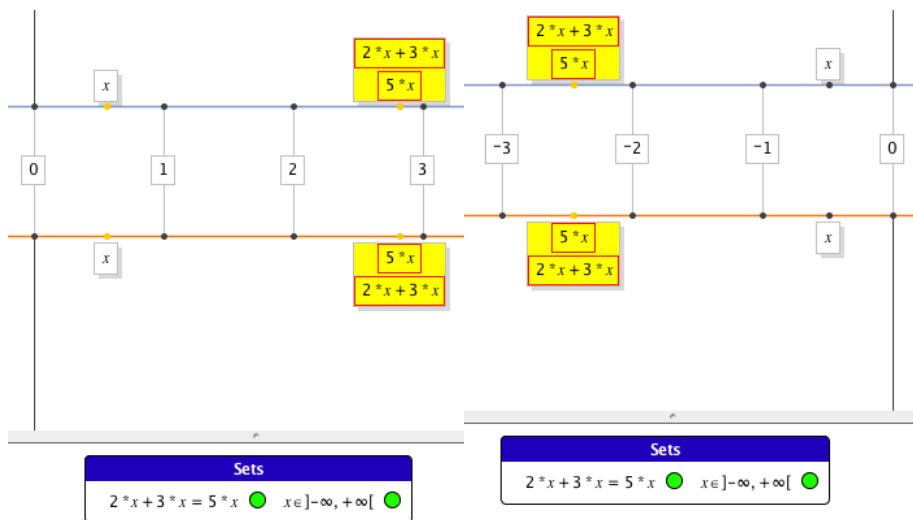 2*x+3*x
5*x
x
0
1
2
3
x
5*x
2*x+3*x
Sets
2*x+3*x = 5*x x∈]-∞, +∞[
2*x+3*x
5*x
x
-3
-2
-1
0
5*x
x
2*x+3*x
Sets
2*x+3*x = 5*x x∈]-∞, +∞[